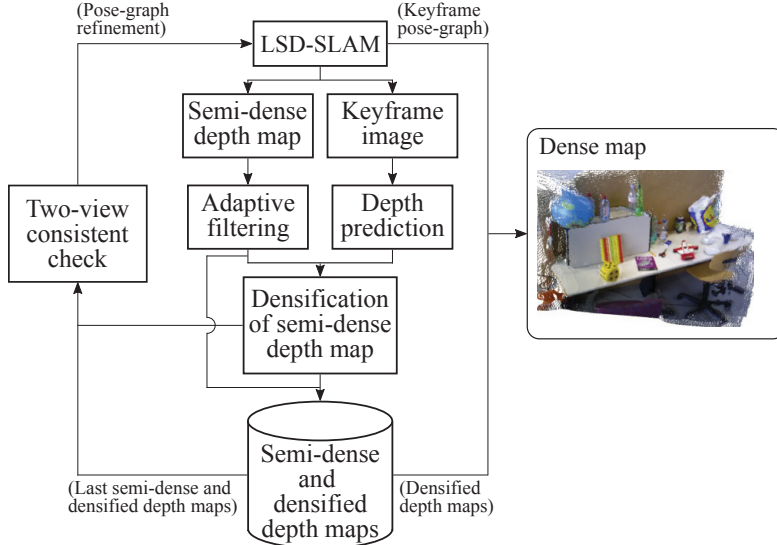 (Pose-graph
refinement)
LSD-SLAM
(Keyframe
pose-graph)
Semi-dense
depth map
Keyframe
image
Dense map
Two-view
consistent
check
Adaptive
filtering
Depth
prediction
Densification
of semi-dense
depth map
(Last semi-dense and
densified depth maps)
Semi-dense
and
densified
depth maps
(Densified
depth maps)